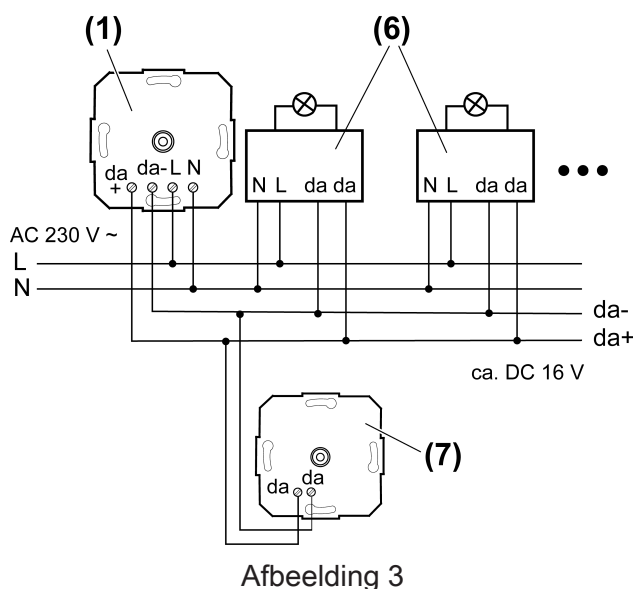 (1)
(6)
da
+
da- L N
N L da da
N L da da
•••
AC 230 V ~
L
N
da-
da+
ca. DC 16 V
(7)
da da
Afbeelding 3